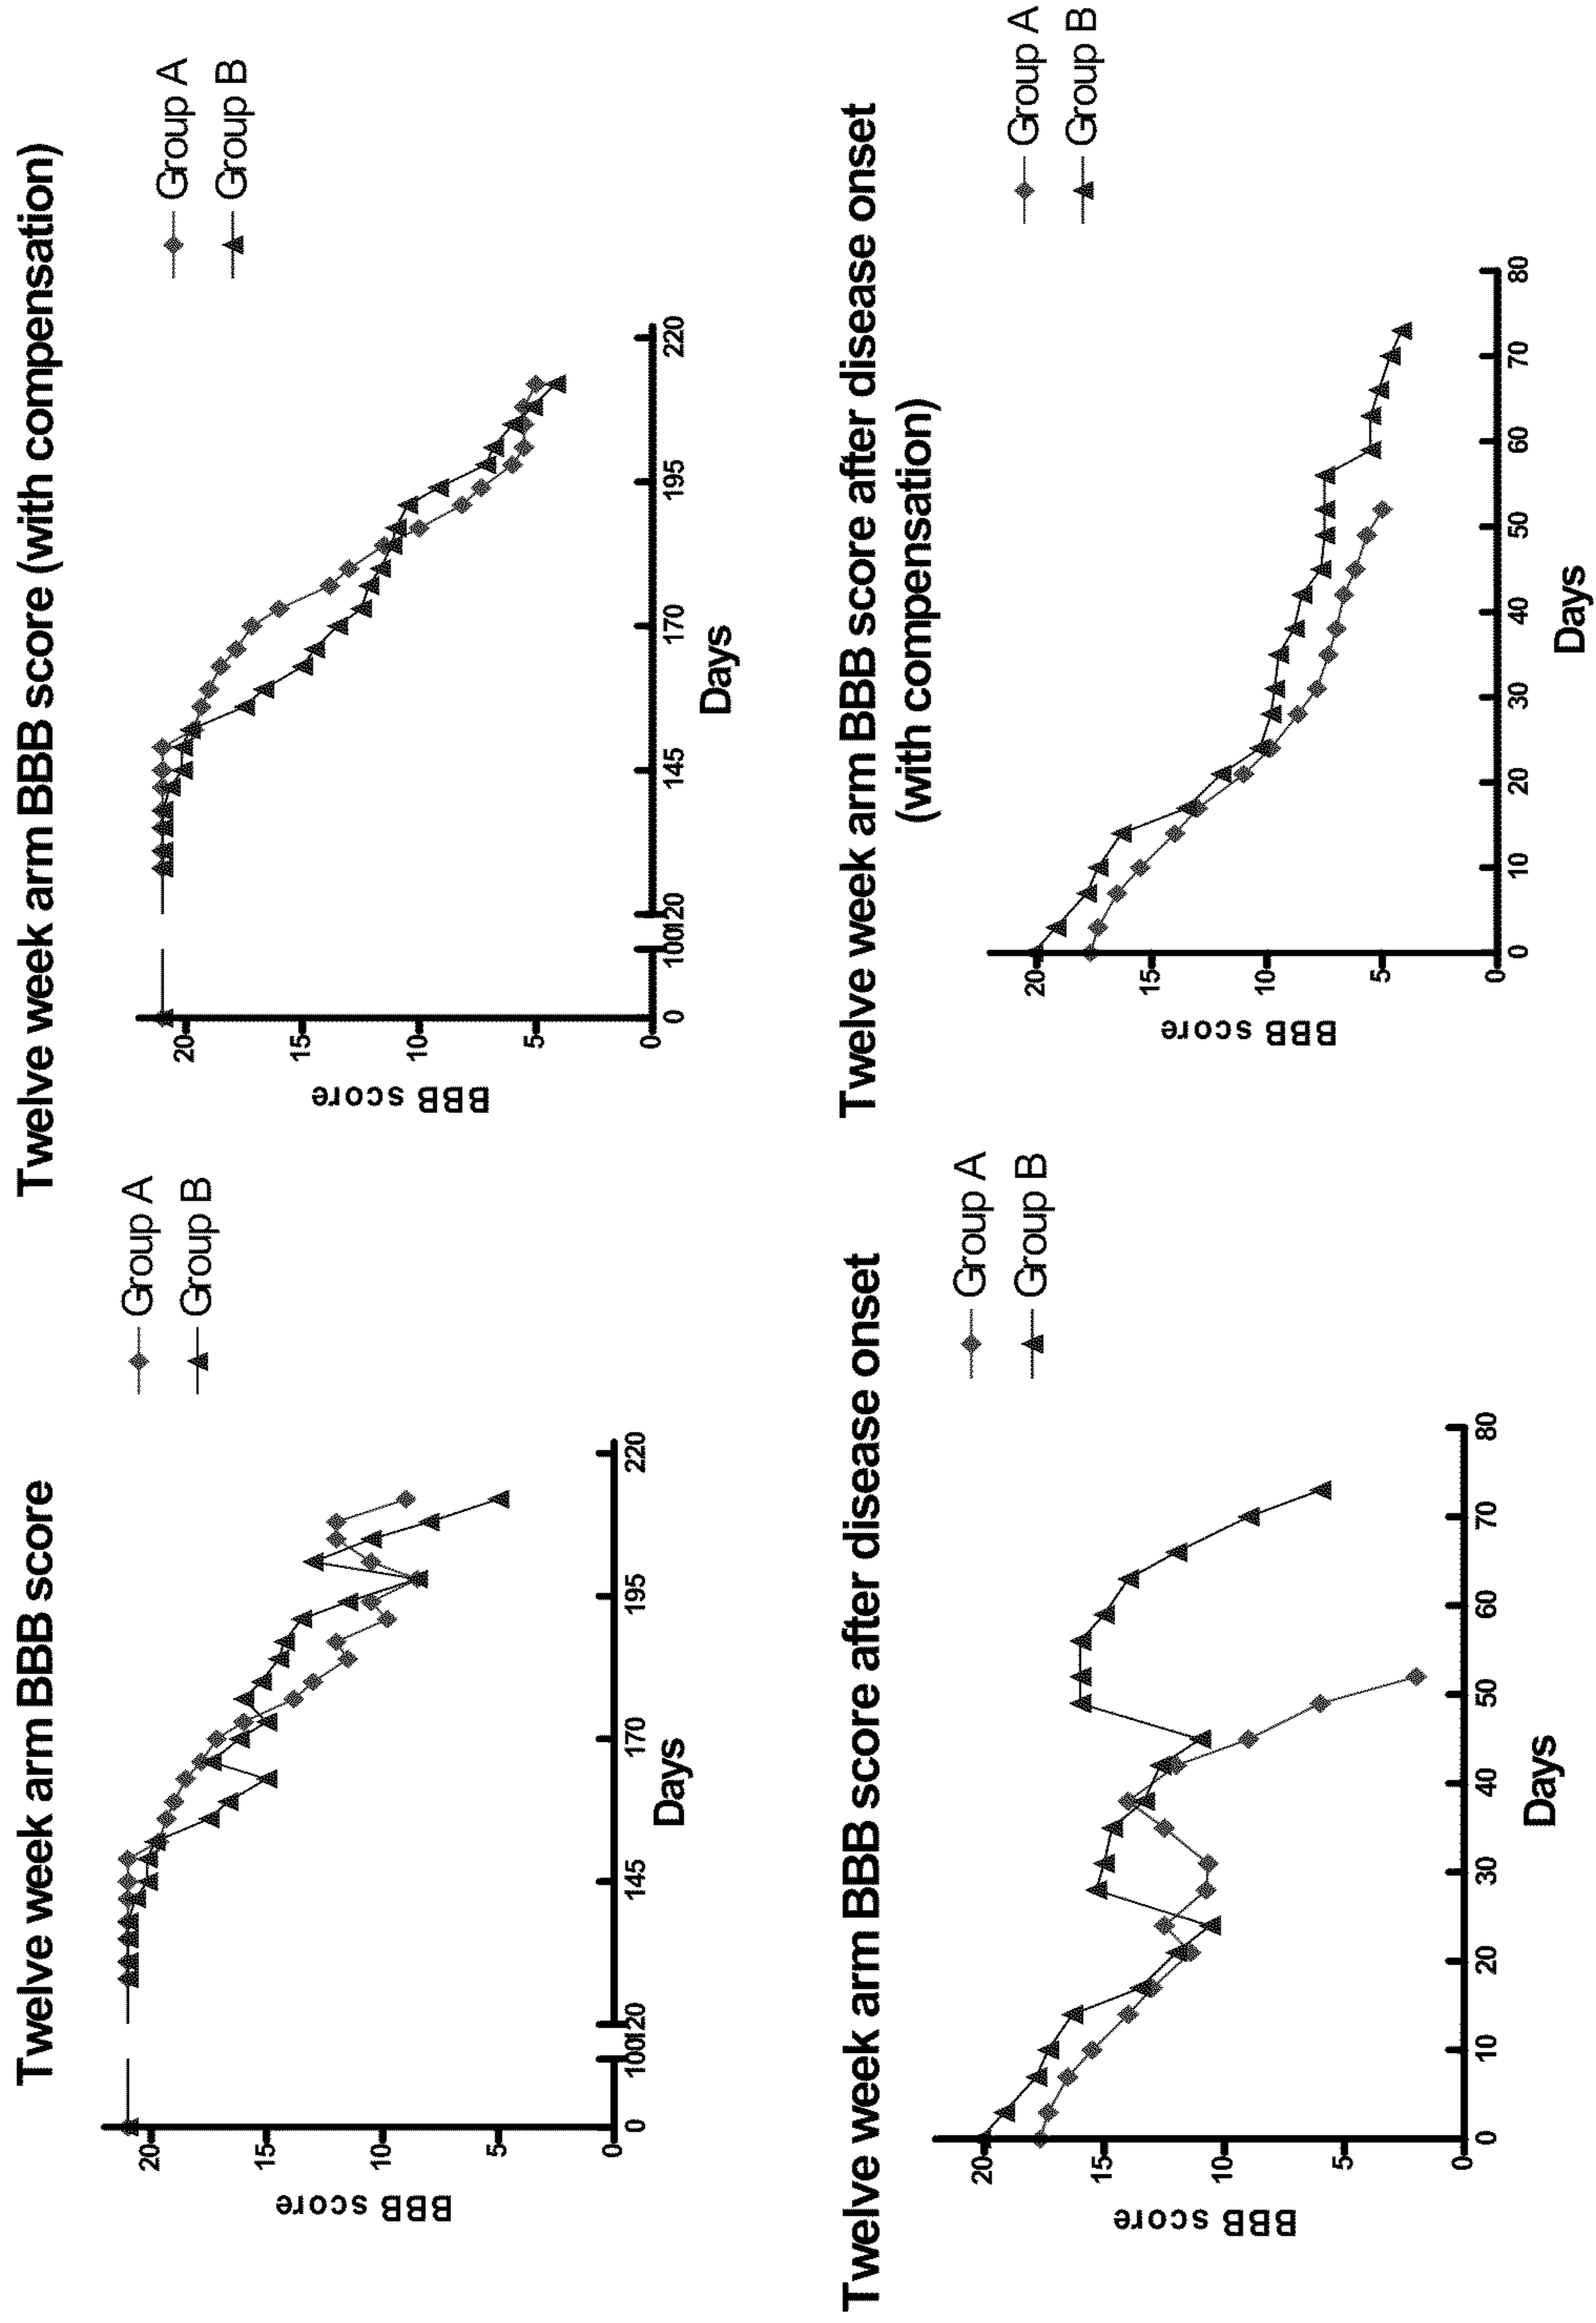 Twelve week arm BBB score
Group A
Group B
BBB score
20
15
10
5
0
0
100
120
145
170
195
220
Days
Twelve week arm BBB score (with compensation)
Group A
Group B
BBB score
20
15
10
5
0
0
100
120
145
170
195
220
Days
Twelve week arm BBB score after disease onset
Group A
Group B
BBB score
20
15
10
5
0
0
10
20
30
40
50
60
70
80
Days
Twelve week arm BBB score after disease onset
(with compensation)
Group A
Group B
BBB score
20
15
10
5
0
0
10
20
30
40
50
60
70
80
Days